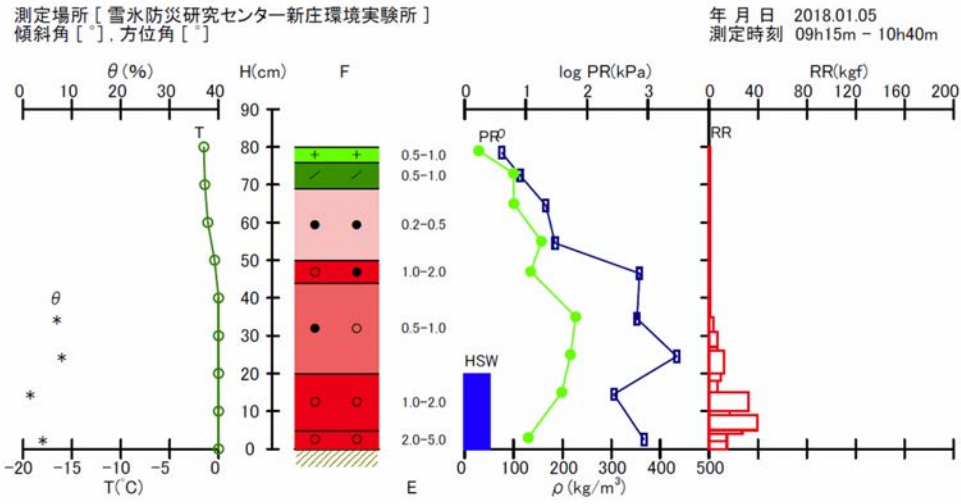 測定場所 [ 雪氷防災研究センター新庄環境実験所 ]
傾斜角 [ ° ] , 方位角 [ ° ]
年 月 日 2018.01.05
測定時刻 09h15m - 10h40m
θ (%)
H(cm)
F
log PR(kPa)
RR(kgf)
0 10 20 30 40
0 1 2 3
0 40 80 120 160 200
90
80
70
60
50
40
30
20
10
0
T
θ
*
*
*
*
+ +
0.5-1.0
0.5-1.0
0.2-0.5
1.0-2.0
0.5-1.0
1.0-2.0
2.0-5.0
PR
ρ
RR
HSW
-20 -15 -10 -5 0
T(℃)
E
0 100 200 300 400 500
ρ (kg/m³)